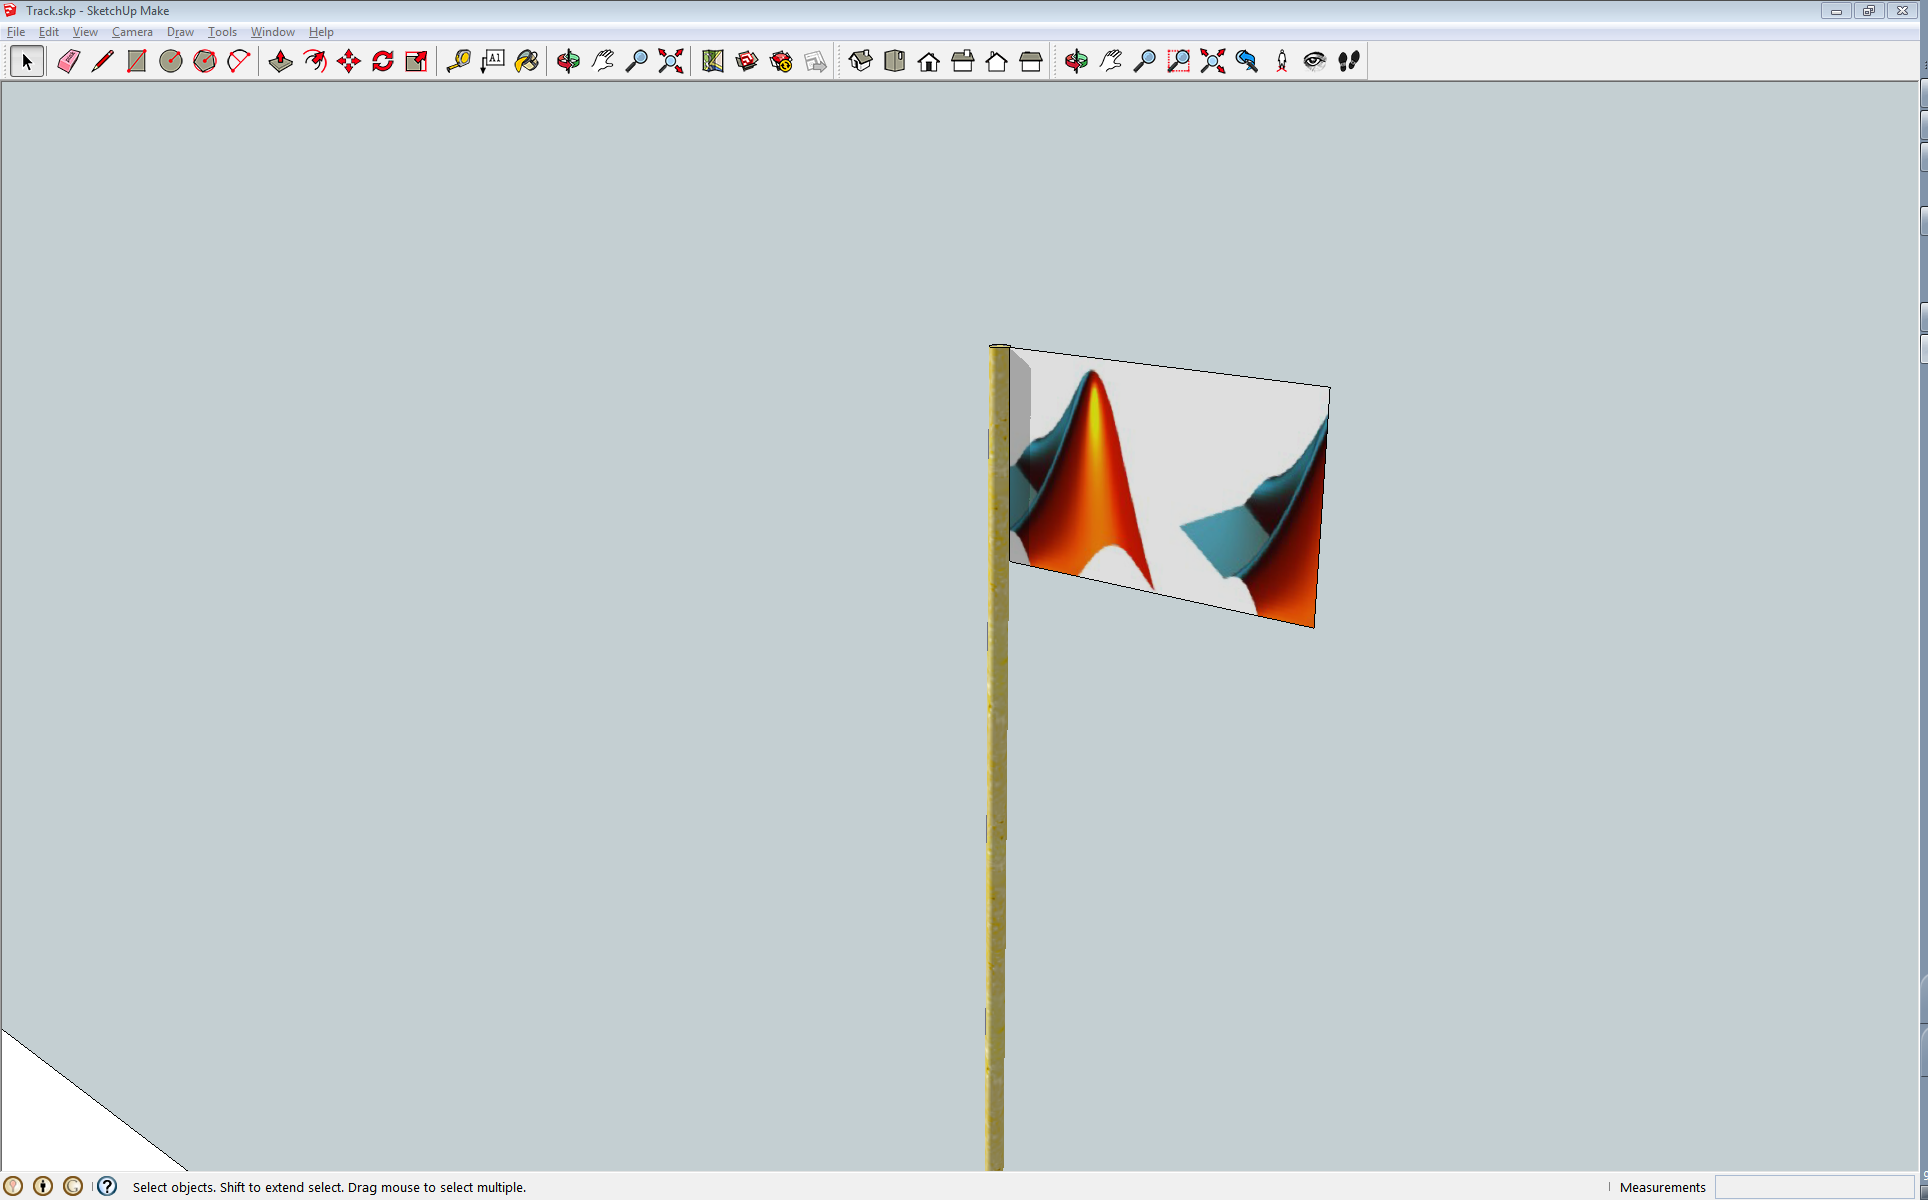 Track.skp - SketchUp Make
File Edit View Camera Draw Tools Window Help
A1
Select objects. Shift to extend select. Drag mouse to select multiple.
Measurements